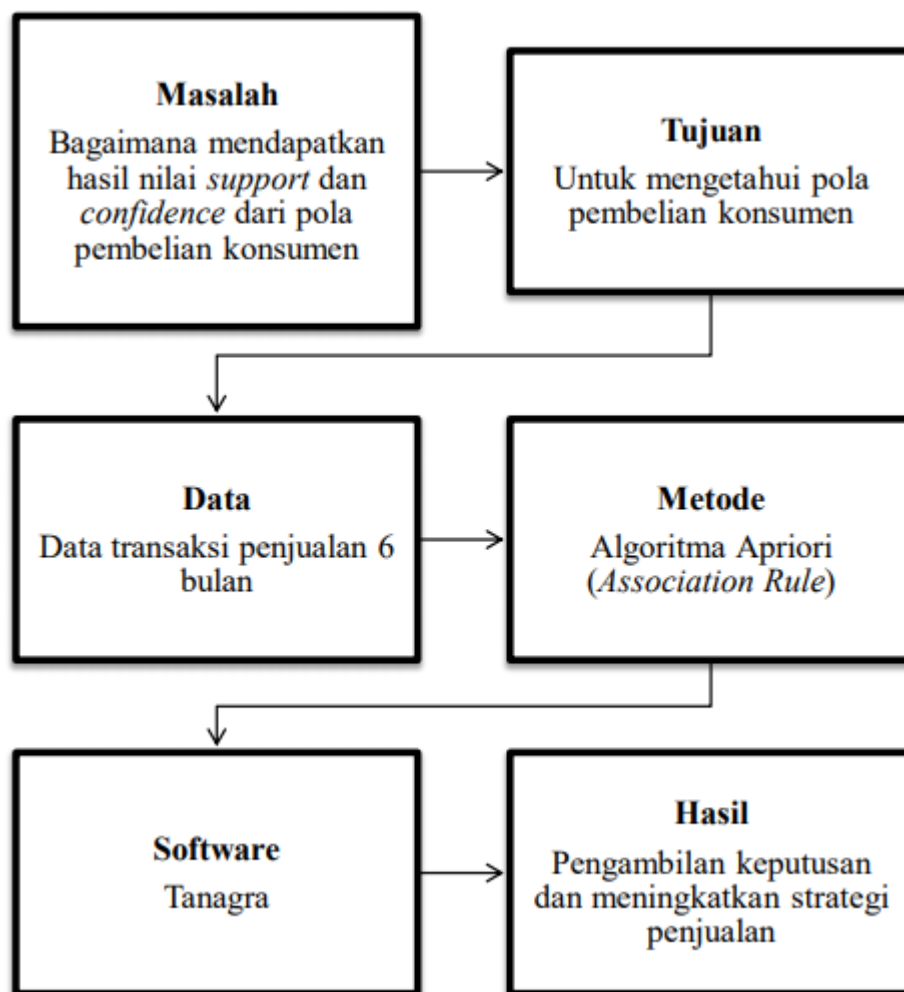 Masalah
Bagaimana mendapatkan
hasil nilai support dan
confidence dari pola
pembelian konsumen
Tujuan
Untuk mengetahui pola
pembelian konsumen
Data
Data transaksi penjualan 6
bulan
Metode
Algoritma Apriori
(Association Rule)
Software
Tanagra
Hasil
Pengambilan keputusan
dan meningkatkan strategi
penjualan